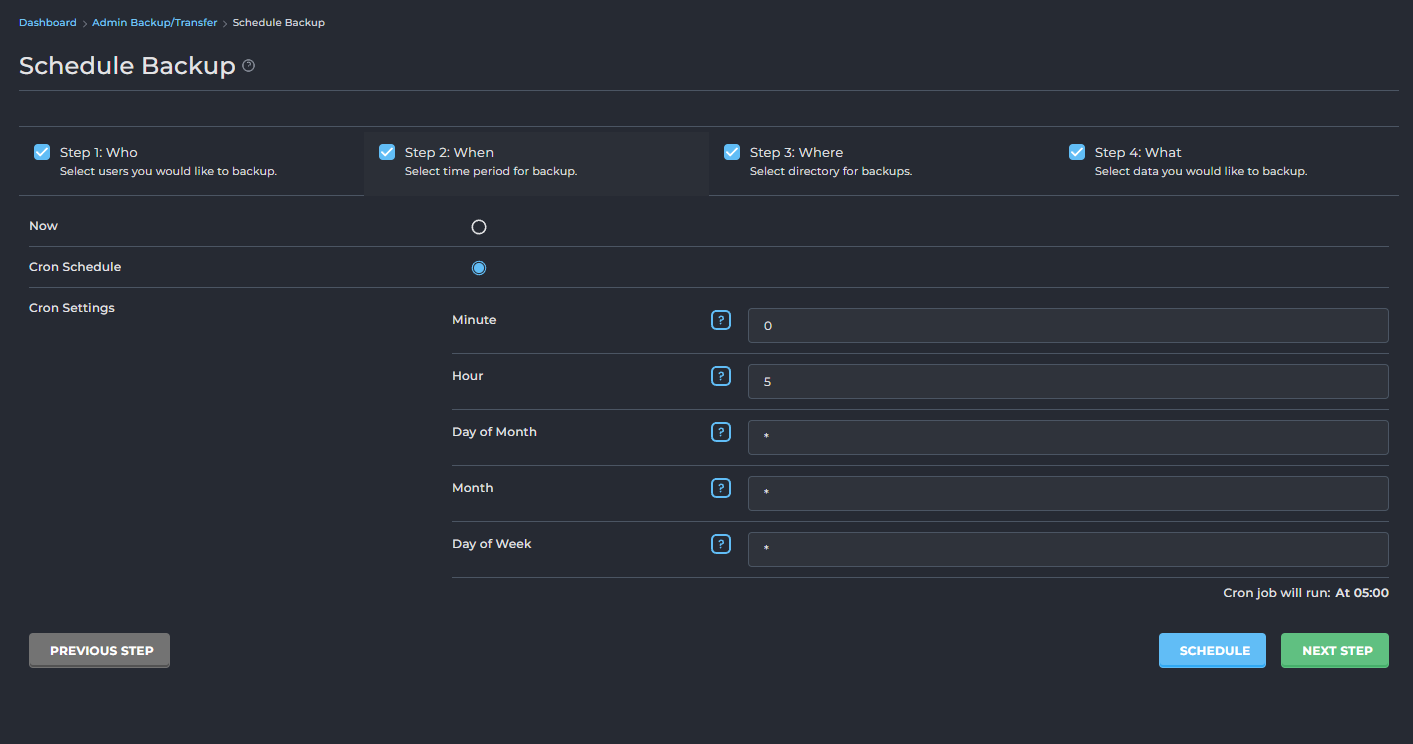 Dashboard > Admin Backup/Transfer > Schedule Backup
Schedule Backup ?
Step 1: Who
Select users you would like to backup.
Step 2: When
Select time period for backup.
Step 3: Where
Select directory for backups.
Step 4: What
Select data you would like to backup.
Now
Cron Schedule
Cron Settings
Minute ? 0
Hour ? 5
Day of Month ? *
Month ? *
Day of Week ? *
Cron job will run: At 05:00
PREVIOUS STEP
SCHEDULE
NEXT STEP